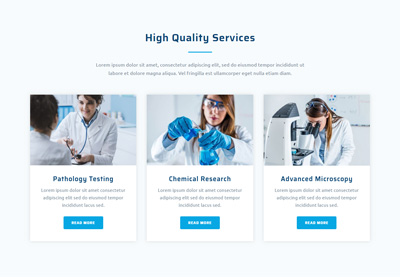 High Quality Services
Lorem ipsum dolor sit amet, consectetur adipiscing elit, sed do eiusmod tempor incididunt ut
labore et dolore magna aliqua. Vel fringilla est ullamcorper eget nulla facilisi etiam dignissim.
Pathology Testing
Lorem ipsum dolor sit amet consectetur
adipiscing elit sed do eiusmod tempor
incididunt lacus sed.
READ MORE
Chemical Research
Lorem ipsum dolor sit amet consectetur
adipiscing elit sed do eiusmod tempor
incididunt lacus sed.
READ MORE
Advanced Microscopy
Lorem ipsum dolor sit amet consectetur
adipiscing elit sed do eiusmod tempor
incididunt lacus sed.
READ MORE